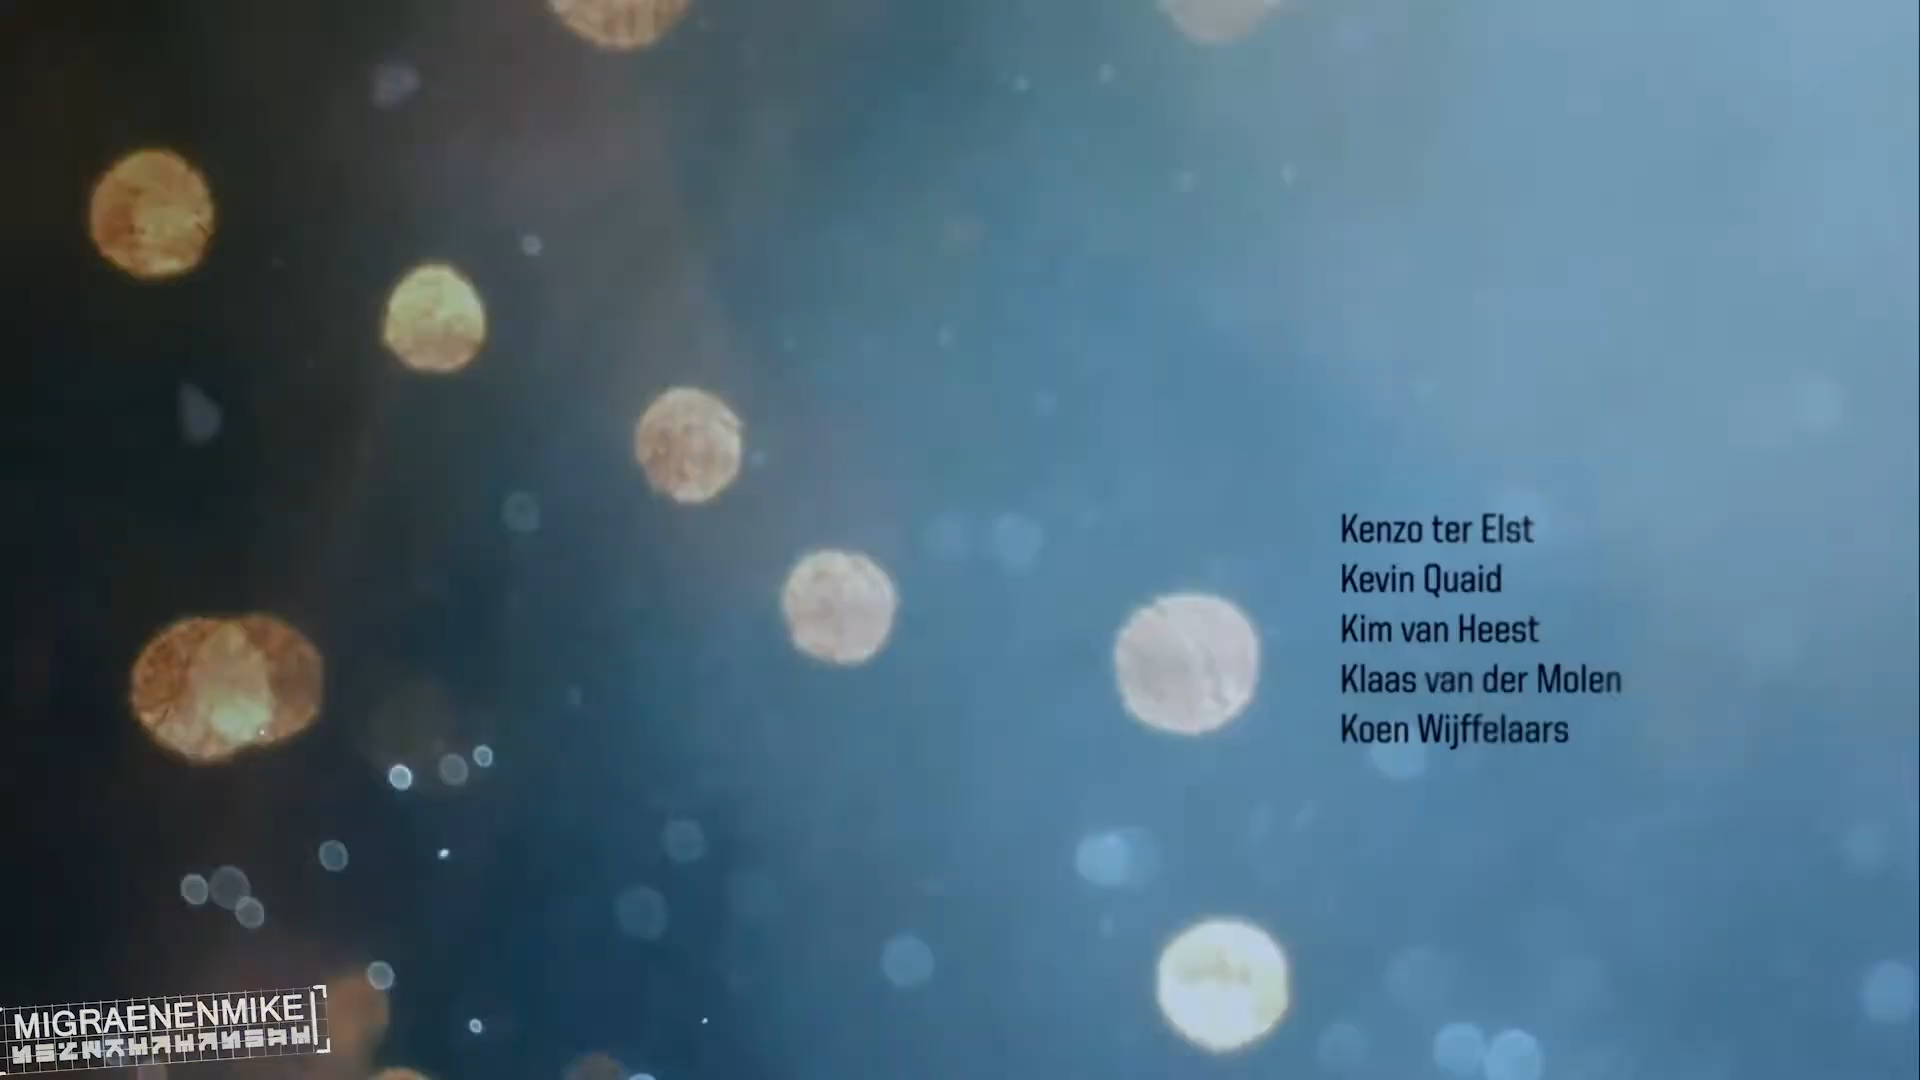 Kenzo ter Elst
Kevin Quaid
Kim van Heest
Klaas van der Molen
Koen Wijffelaars
MIGRAENENMIKE